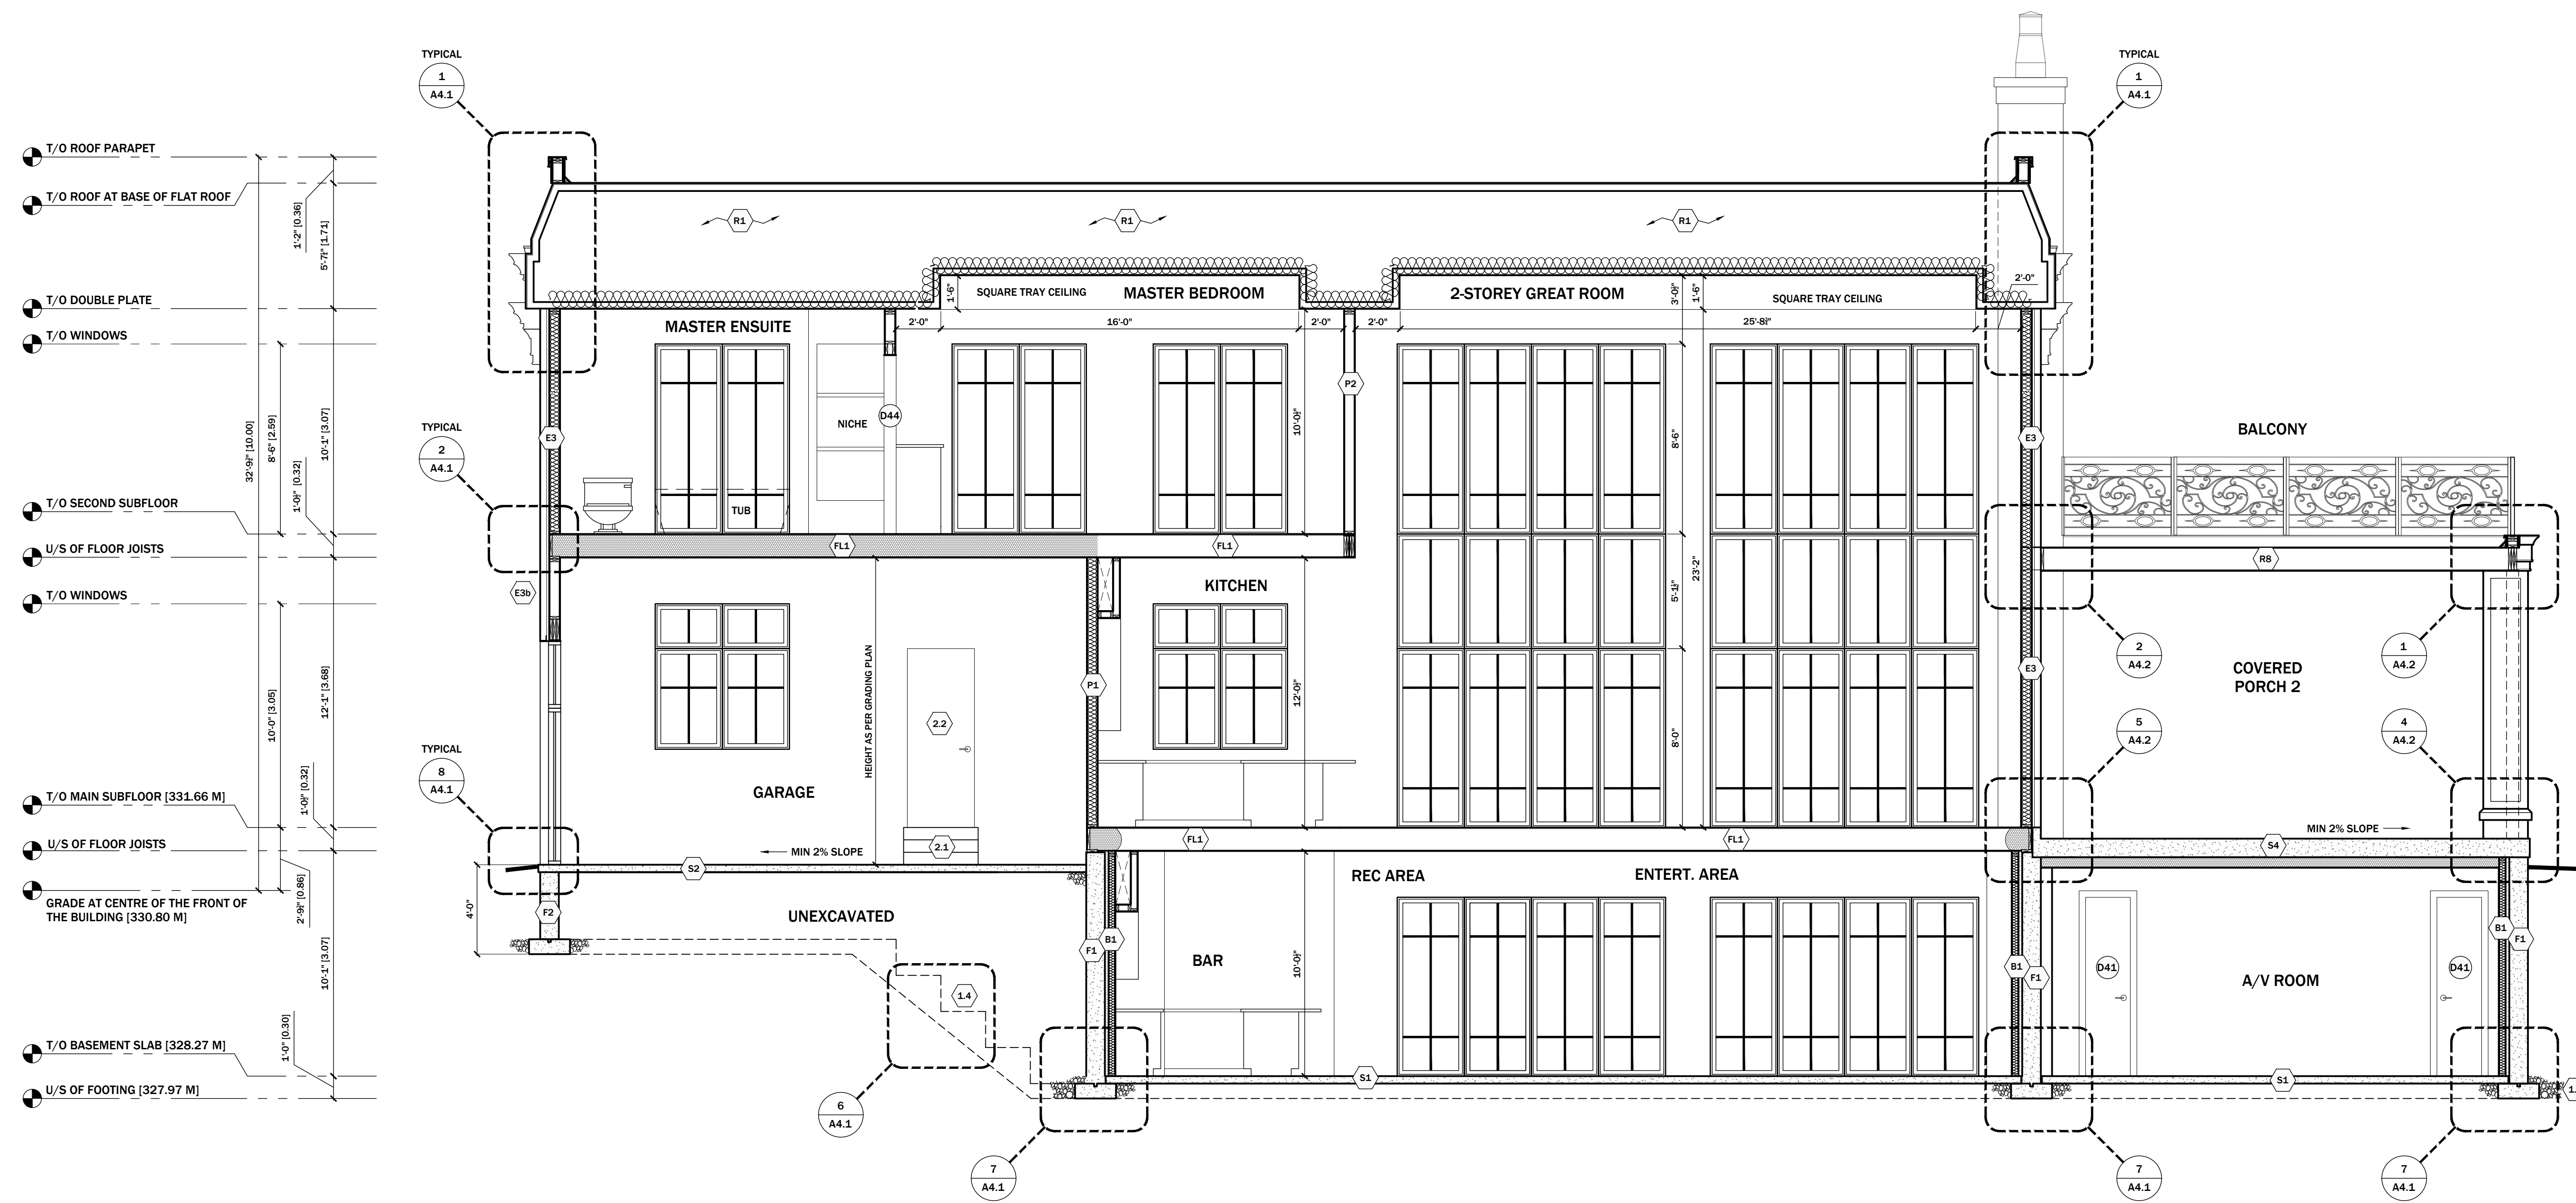 TYPICAL
1
A4.1
TYPICAL
1
A4.1
T/O ROOF PARAPET
T/O ROOF AT BASE OF FLAT ROOF
1'-2" [0.36]
5'-7½" [1.71]
R1
R1
R1
T/O DOUBLE PLATE
T/O WINDOWS
1'-6"
SQUARE TRAY CEILING
MASTER BEDROOM
2-STOREY GREAT ROOM
3'-0½"
1'-6"
SQUARE TRAY CEILING
2'-0"
MASTER ENSUITE
2'-0"
16'-0"
2'-0"
2'-0"
25'-8¾"
P2
NICHE
D44
10'-0½"
8'-6"
32'-9¾" [10.00]
8'-6" [2.59]
10'-1" [3.07]
1'-0½" [0.32]
TYPICAL
2
A4.1
E3
E3
BALCONY
T/O SECOND SUBFLOOR
TUB
U/S OF FLOOR JOISTS
FL1
FL1
R8
T/O WINDOWS
E3b
KITCHEN
5'-1½"
23'-2"
2
A4.2
1
A4.2
E3
COVERED
PORCH 2
10'-0" [3.05]
12'-1" [3.68]
HEIGHT AS PER GRADING PLAN
P1
12'-0½"
8'-0"
2.2
5
A4.2
4
A4.2
TYPICAL
8
A4.1
GARAGE
1'-0½" [0.32]
T/O MAIN SUBFLOOR [331.66 M]
MIN 2% SLOPE
FL1
FL1
U/S OF FLOOR JOISTS
MIN 2% SLOPE
2.1
S4
S2
REC AREA
ENTERT. AREA
GRADE AT CENTRE OF THE FRONT OF
THE BUILDING [330.80 M]
2'-9¾" [0.86]
4'-0"
F2
UNEXCAVATED
F1
B1
BAR
10'-0½"
B1
F1
D41
A/V ROOM
D41
B1
F1
10'-1" [3.07]
1.4
1'-0" [0.30]
T/O BASEMENT SLAB [328.27 M]
S1
S1
U/S OF FOOTING [327.97 M]
6
A4.1
7
A4.1
7
A4.1
7
A4.1